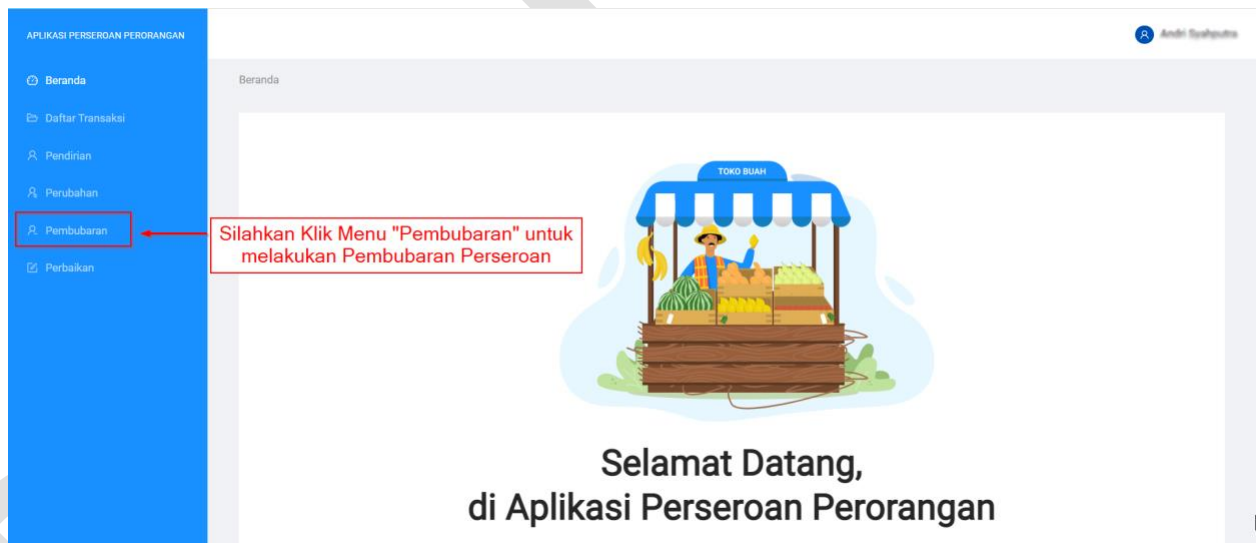 APLIKASI PERSEROAN PERORANGAN
Beranda
Daftar Transaksi
Pendirian
Perubahan
Pembubaran
Perbaikan
Andri Syahputra
Beranda
Silahkan Klik Menu "Pembubaran" untuk
melakukan Pembubaran Perseroan
TOKO BUAH
Selamat Datang,
di Aplikasi Perseroan Perorangan